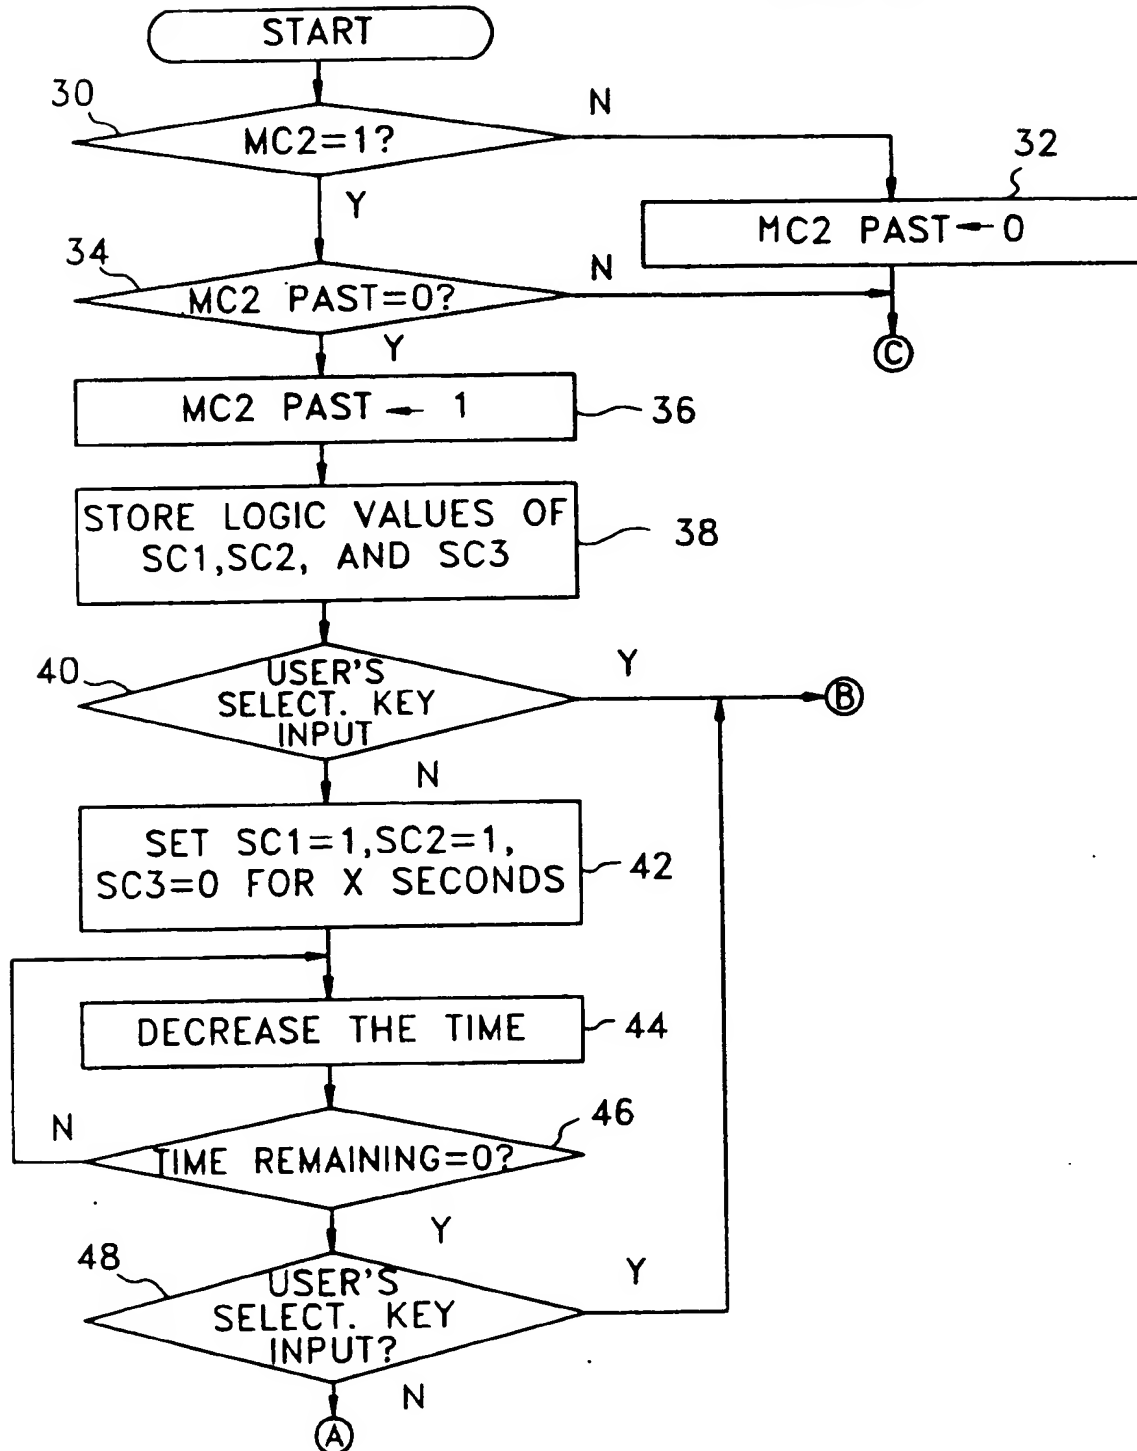 START
30
MC2=1?
N
Y
32
MC2 PAST←0
34
MC2 PAST=0?
N
Y
C
MC2 PAST ← 1
36
STORE LOGIC VALUES OF
SC1,SC2, AND SC3
38
40
USER'S
SELECT. KEY
INPUT
Y
B
N
SET SC1=1,SC2=1,
SC3=0 FOR X SECONDS
42
DECREASE THE TIME
44
46
N
TIME REMAINING=0?
Y
48
USER'S
SELECT. KEY
INPUT?
Y
N
A